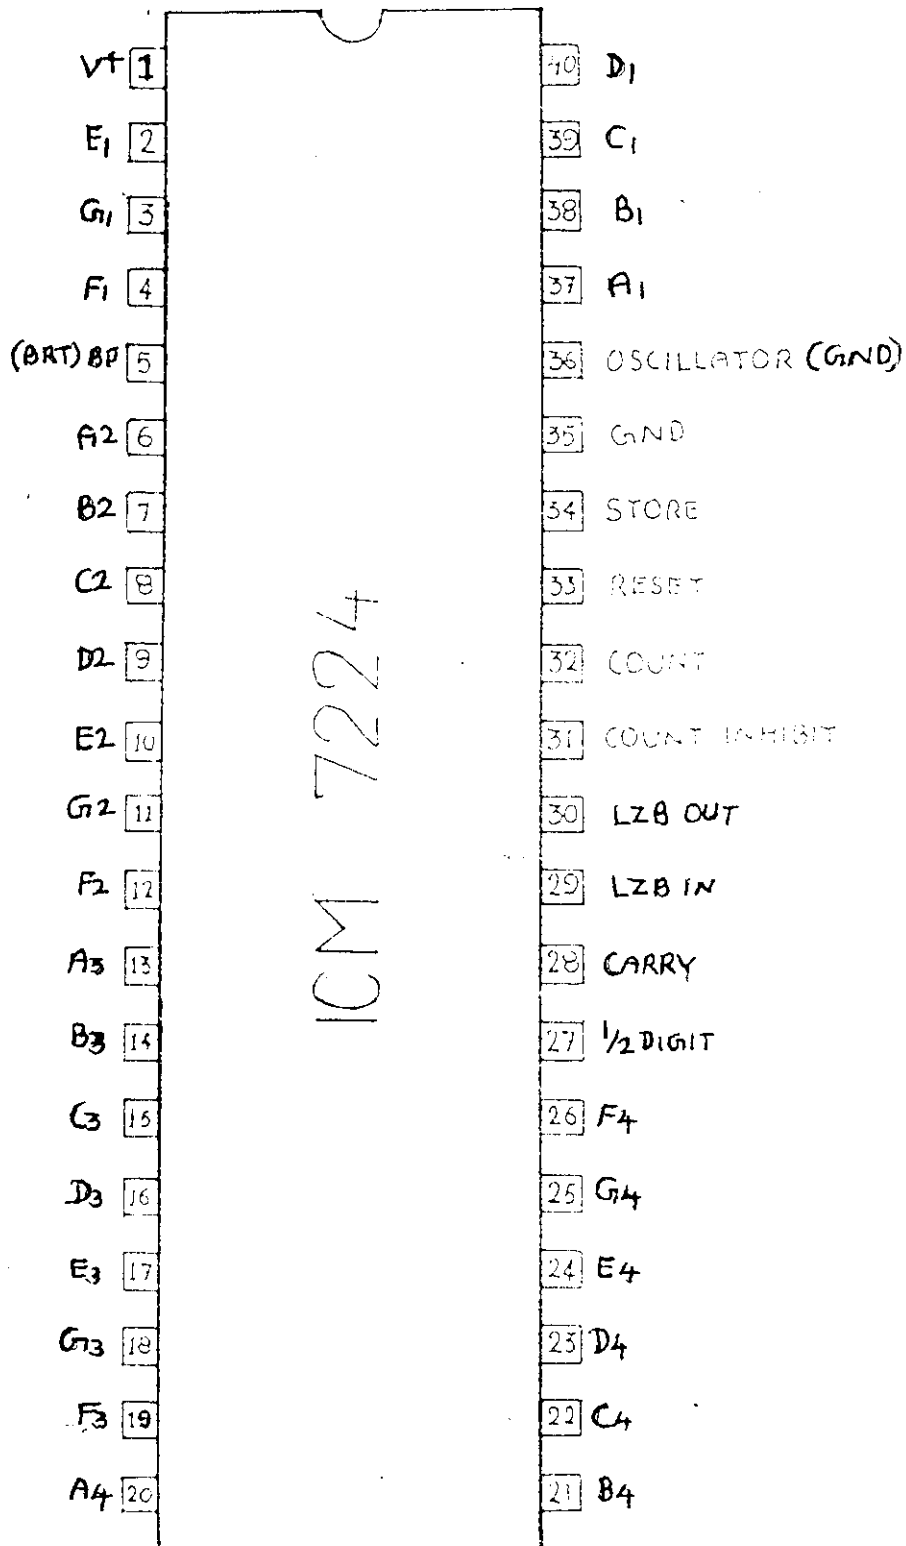 V+ 1 40 D1
E1 2 39 C1
G1 3 38 B1
F1 4 37 A1
(BRT) BP 5 36 OSCILLATOR (GND)
A2 6 35 GND
B2 7 34 STORE
C2 8 33 RESET
D2 9 32 COUNT
E2 10 31 COUNT INHIBIT
G2 11 30 LZB OUT
F2 12 29 LZB IN
A3 13 28 CARRY
B3 14 27 1/2 DIGIT
C3 15 26 F4
D3 16 25 G4
E3 17 24 E4
G3 18 23 D4
F3 19 22 C4
A4 20 21 B4
ICM 7224